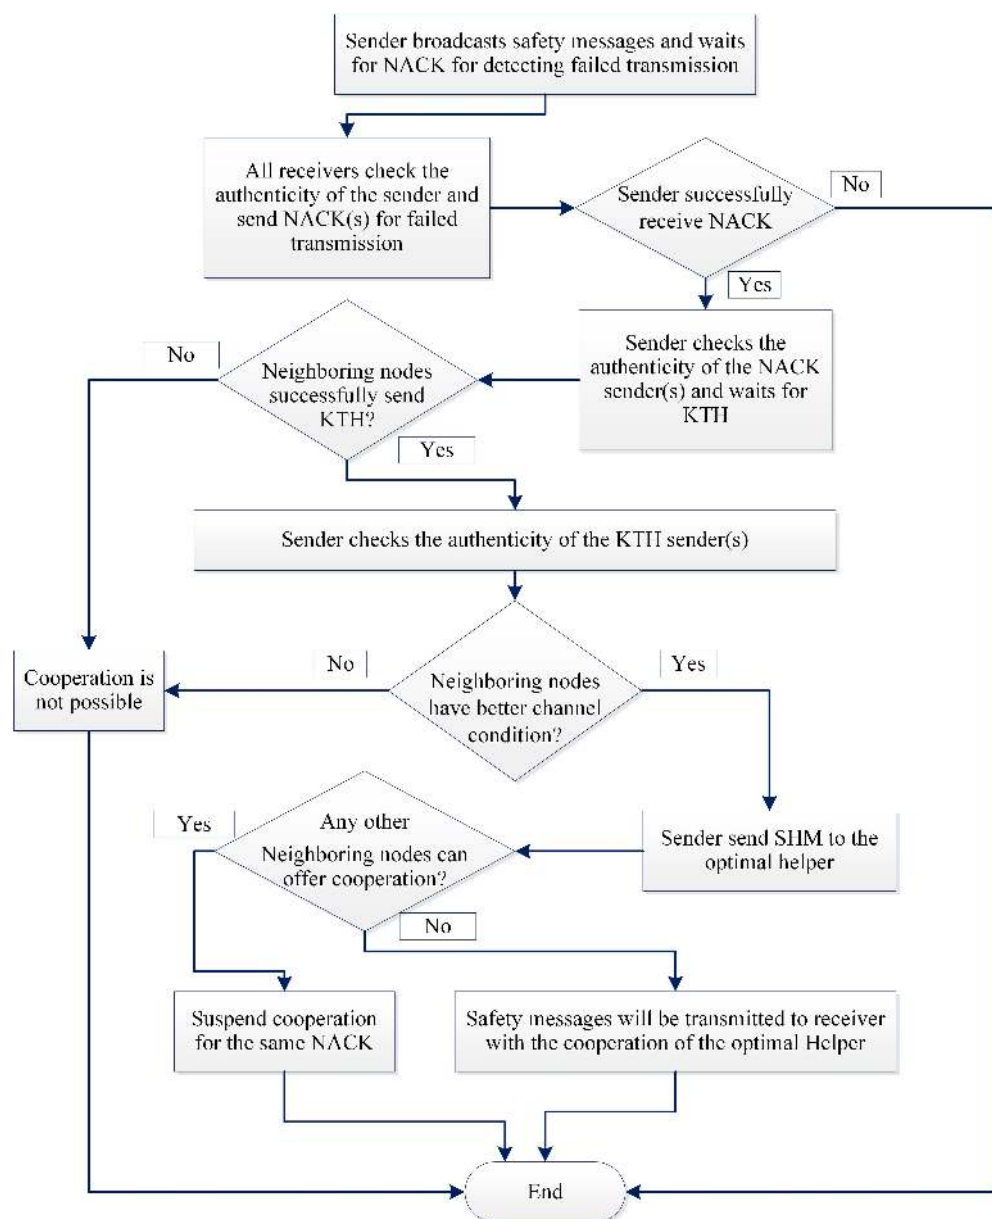 Sender broadcasts safety messages and waits
for NACK for detecting failed transmission
All receivers check the
authenticity of the sender and
send NACK(s) for failed
transmission
Sender successfully
receive NACK
No
Yes
Sender checks the
authenticity of the NACK
sender(s) and waits for
KTH
No
Neighboring nodes
successfully send
KTH?
Yes
Sender checks the authenticity of the KTH sender(s)
Cooperation is
not possible
No
Neighboring nodes
have better channel
condition?
Yes
Sender send SHM to the
optimal helper
Yes
Any other
Neighboring nodes can
offer cooperation?
No
Suspend cooperation
for the same NACK
Safety messages will be transmitted to receiver
with the cooperation of the optimal Helper
End